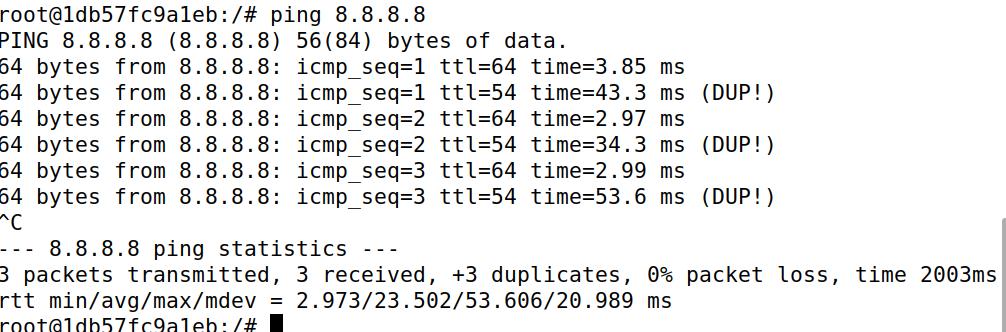 root@1db57fc9a1eb:/# ping 8.8.8.8
PING 8.8.8.8 (8.8.8.8) 56(84) bytes of data.
64 bytes from 8.8.8.8: icmp_seq=1 ttl=64 time=3.85 ms
64 bytes from 8.8.8.8: icmp_seq=1 ttl=54 time=43.3 ms (DUP!)
64 bytes from 8.8.8.8: icmp_seq=2 ttl=64 time=2.97 ms
64 bytes from 8.8.8.8: icmp_seq=2 ttl=54 time=34.3 ms (DUP!)
64 bytes from 8.8.8.8: icmp_seq=3 ttl=64 time=2.99 ms
64 bytes from 8.8.8.8: icmp_seq=3 ttl=54 time=53.6 ms (DUP!)
^C
--- 8.8.8.8 ping statistics ---
3 packets transmitted, 3 received, +3 duplicates, 0% packet loss, time 2003ms
rtt min/avg/max/mdev = 2.973/23.502/53.606/20.989 ms
root@1db57fc9a1eb:/#